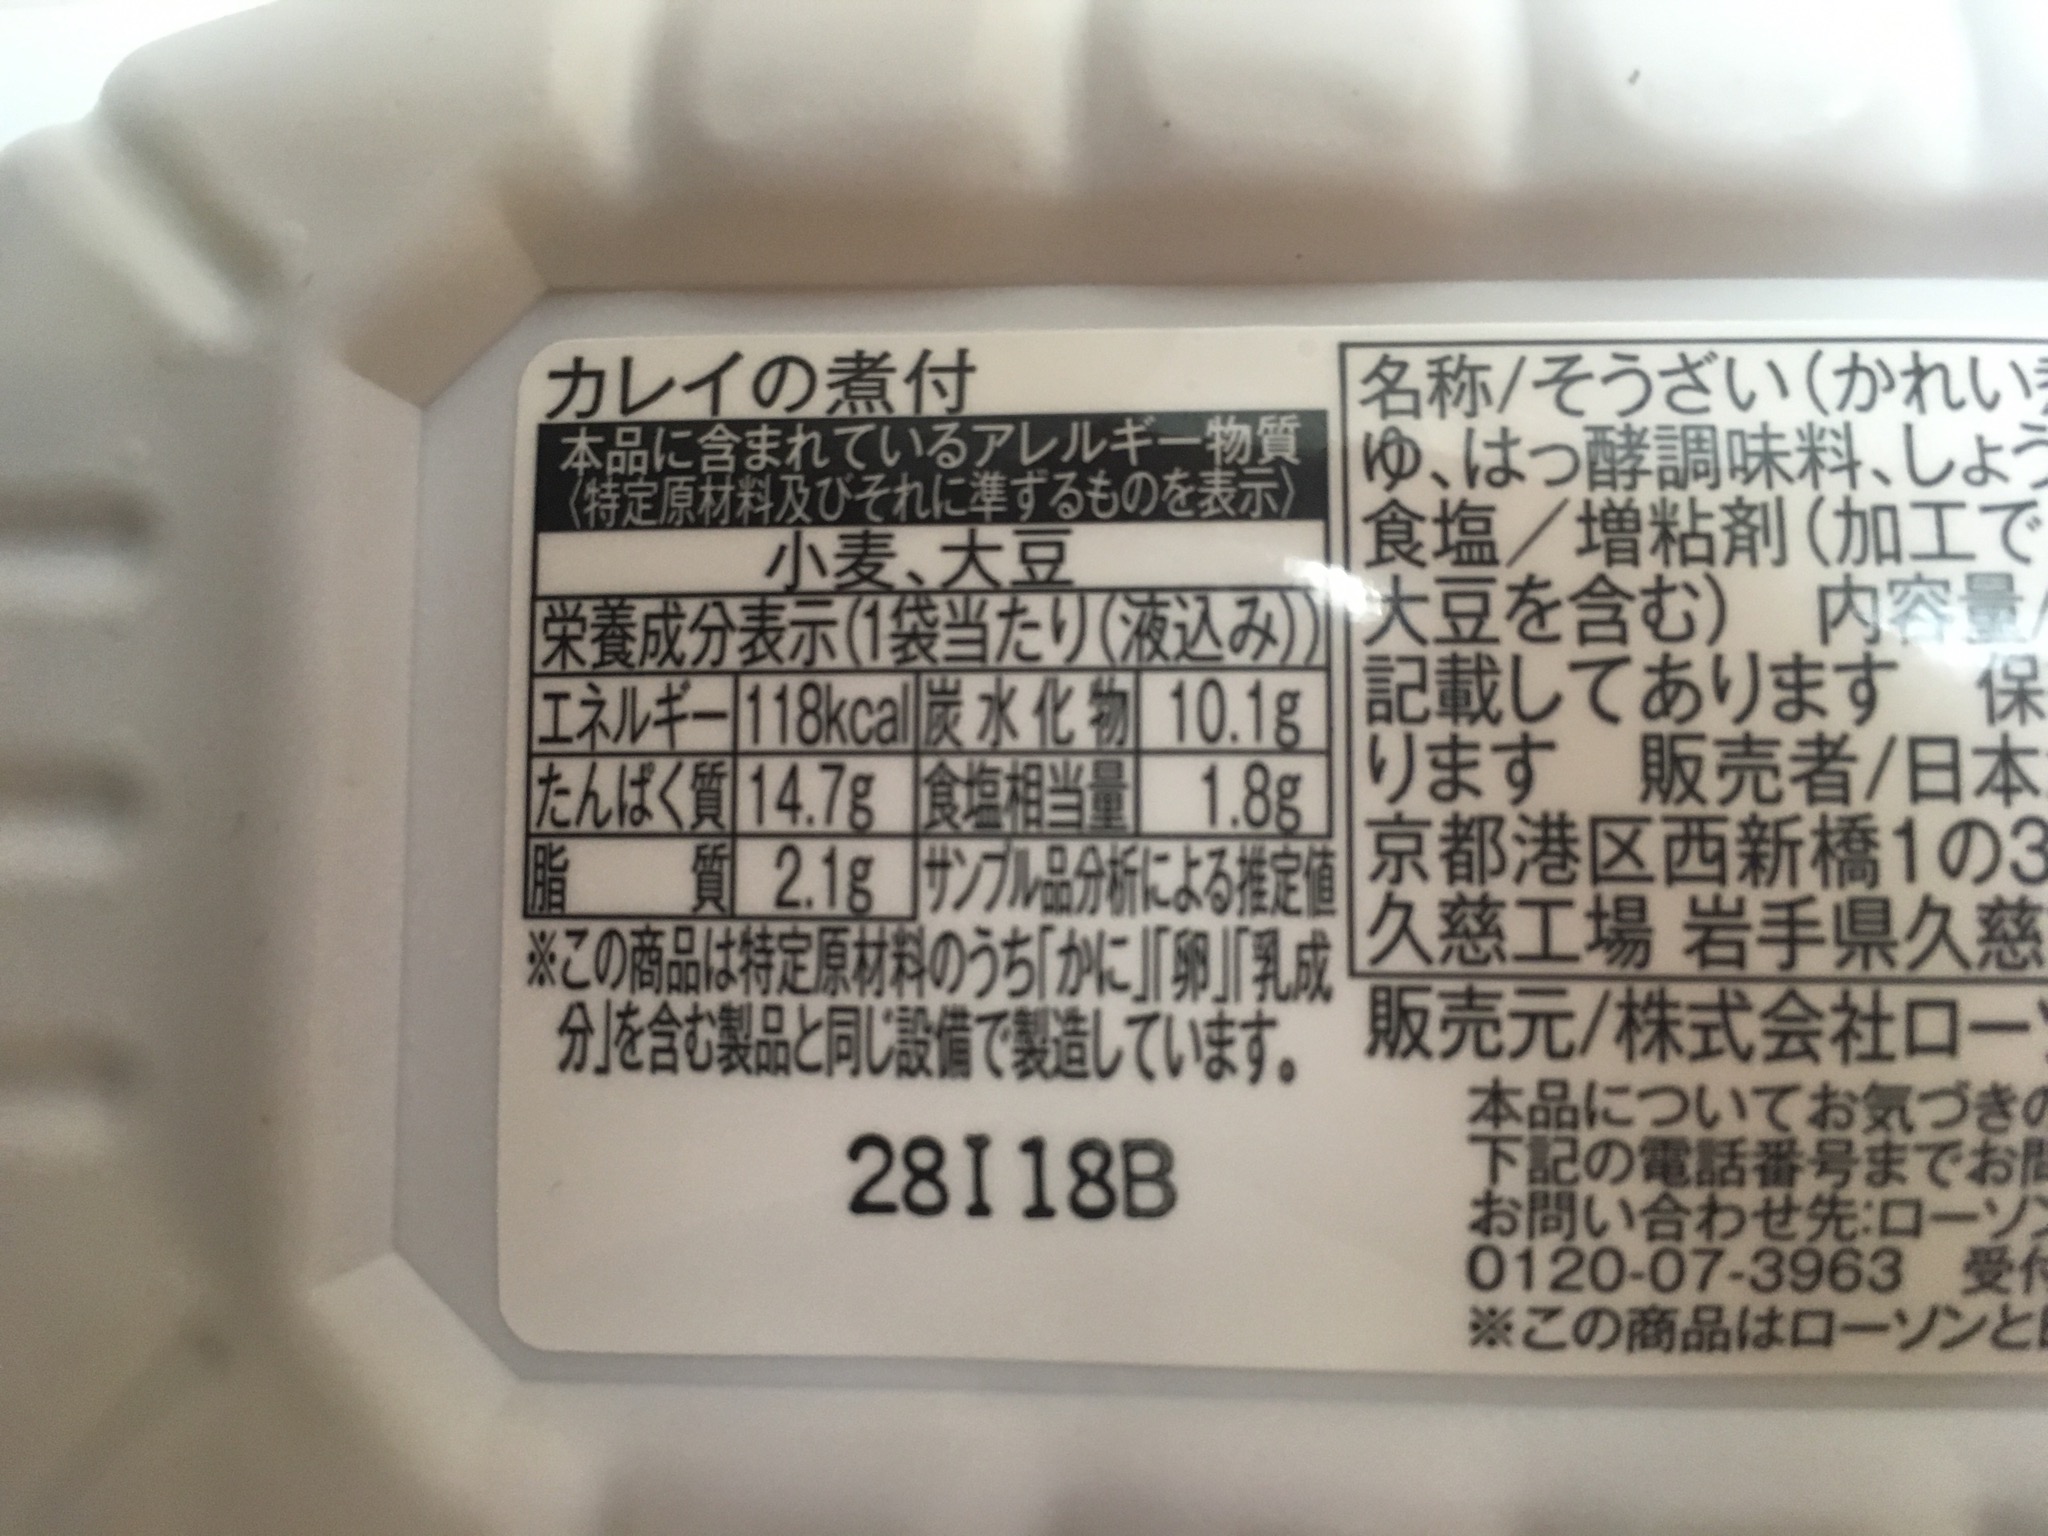 カレイの煮付
本品に含まれているアレルギー物質
〈特定原材料及びそれに準ずるものを表示〉
小麦、大豆
栄養成分表示(1袋当たり(液込み))
エネルギー 118kcal 炭水化物 10.1g
たんぱく質 14.7g 食塩相当量 1.8g
脂質 2.1g サンプル品分析による推定値
※この商品は特定原材料のうち「かに」「卵」「乳成
分」を含む製品と同じ設備で製造しています。
28I18B
名称/そうざい(かれい
ゆ、はっ酵調味料、しょう
食塩/増粘剤(加工で
大豆を含む) 内容量/
記載してあります 保
ります 販売者/日本
京都港区西新橋1の3
久慈工場 岩手県久慈
販売元/株式会社ロー
本品についてお気づきの
下記の電話番号までお問
お問い合わせ先:ローソン
0120-07-3963 受付
※この商品はローソンと